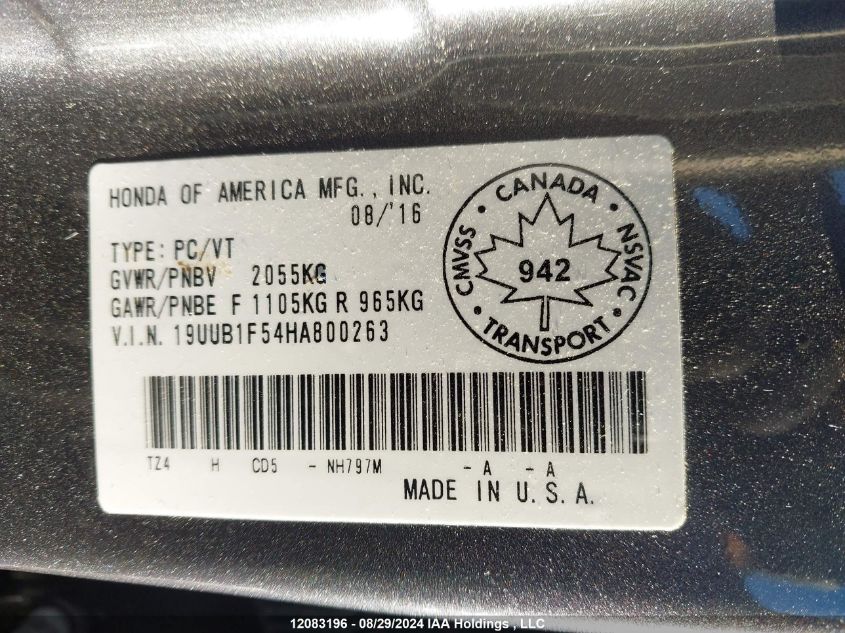 HONDA OF AMERICA MFG., INC.
08/'16
TYPE: PC/VT
GVWR/PNBV 2055KG
GAWR/PNBE F 1105KG R 965KG
V.I.N. 19UUB1F54HA800263
CANADA
CMVSS • • NSVAC
942
• TRANSPORT •
TZ4 H CD5 - NH797M - A - A
MADE IN U.S.A.
12083196 - 08/29/2024 IAA Holdings , LLC